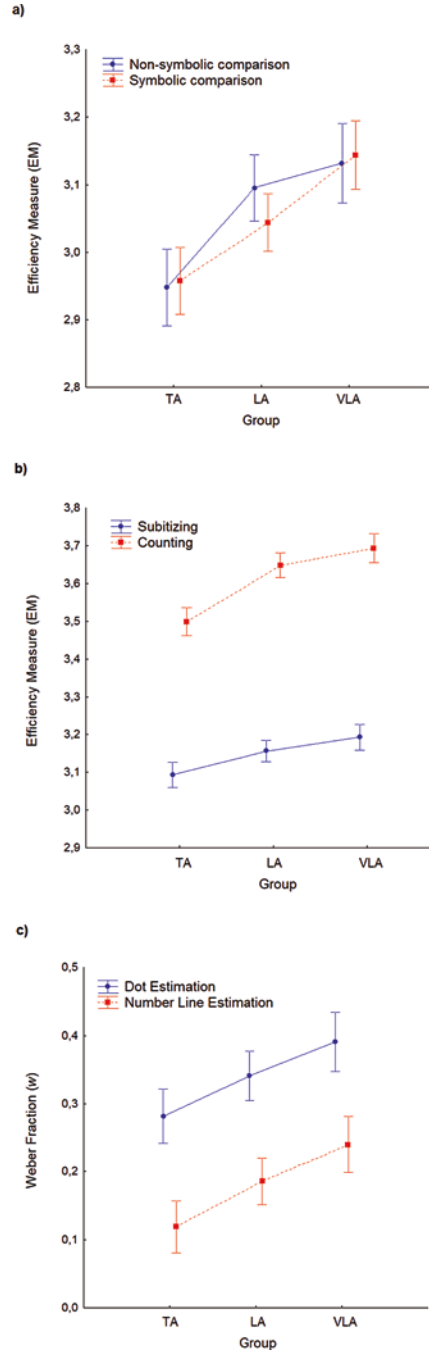 a)
3,3
Non-symbolic comparison
Symbolic comparison
3,2
3,1
3,0
2,9
2,8
Efficiency Measure (EM)
TA LA VLA
Group
b)
3,8
Subitizing
Counting
3,7
3,6
3,5
3,4
3,3
3,2
3,1
3,0
2,9
Efficiency Measure (EM)
TA LA VLA
Group
c)
0,5
Dot Estimation
Number Line Estimation
0,4
0,3
0,2
0,1
0,0
Weber Fraction (w)
TA LA VLA
Group